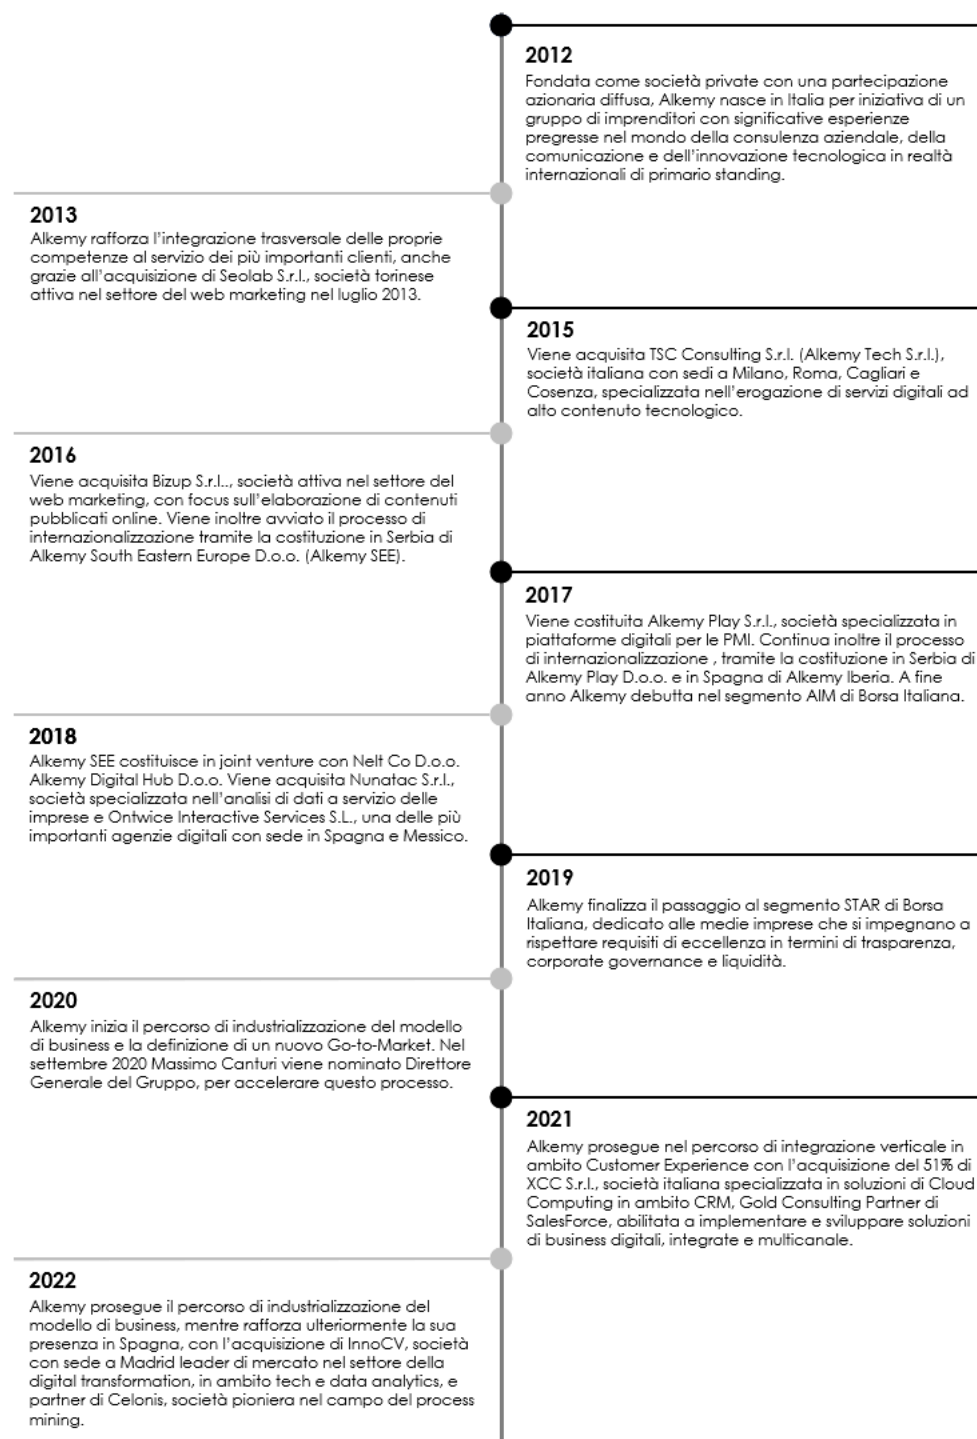 2012
Fondata come società private con una partecipazione
azionaria diffusa, Alkemy nasce in Italia per iniziativa di un
gruppo di imprenditori con significative esperienze
pregresse nel mondo della consulenza aziendale, della
comunicazione e dell'innovazione tecnologica in realtà
internazionali di primario standing.
2013
Alkemy rafforza l'integrazione trasversale delle proprie
competenze al servizio dei più importanti clienti, anche
grazie all'acquisizione di Seolab S.r.l., società torinese
attiva nel settore del web marketing nel luglio 2013.
2015
Viene acquisita TSC Consulting S.r.l. (Alkemy Tech S.r.l.),
società italiana con sedi a Milano, Roma, Cagliari e
Cosenza, specializzata nell'erogazione di servizi digitali ad
alto contenuto tecnologico.
2016
Viene acquisita Bizup S.r.l.., società attiva nel settore del
web marketing, con focus sull'elaborazione di contenuti
pubblicati online. Viene inoltre avviato il processo di
internazionalizzazione tramite la costituzione in Serbia di
Alkemy South Eastern Europe D.o.o. (Alkemy SEE).
2017
Viene costituita Alkemy Play S.r.l., società specializzata in
piattaforme digitali per le PMI. Continua inoltre il processo
di internazionalizzazione , tramite la costituzione in Serbia di
Alkemy Play D.o.o. e in Spagna di Alkemy Iberia. A fine
anno Alkemy debutta nel segmento AIM di Borsa Italiana.
2018
Alkemy SEE costituisce in joint venture con Nelt Co D.o.o.
Alkemy Digital Hub D.o.o. Viene acquisita Nunatac S.r.l.,
società specializzata nell'analisi di dati a servizio delle
imprese e Ontwice Interactive Services S.L., una delle più
importanti agenzie digitali con sede in Spagna e Messico.
2019
Alkemy finalizza il passaggio al segmento STAR di Borsa
Italiana, dedicato alle medie imprese che si impegnano a
rispettare requisiti di eccellenza in termini di trasparenza,
corporate governance e liquidità.
2020
Alkemy inizia il percorso di industrializzazione del modello
di business e la definizione di un nuovo Go-to-Market. Nel
settembre 2020 Massimo Canturi viene nominato Direttore
Generale del Gruppo, per accelerare questo processo.
2021
Alkemy prosegue nel percorso di integrazione verticale in
ambito Customer Experience con l'acquisizione del 51% di
XCC S.r.l., società italiana specializzata in soluzioni di Cloud
Computing in ambito CRM, Gold Consulting Partner di
SalesForce, abilitata a implementare e sviluppare soluzioni
di business digitali, integrate e multicanale.
2022
Alkemy prosegue il percorso di industrializzazione del
modello di business, mentre rafforza ulteriormente la sua
presenza in Spagna, con l'acquisizione di InnoCV, società
con sede a Madrid leader di mercato nel settore della
digital transformation, in ambito tech e data analytics, e
partner di Celonis, società pioniera nel campo del process
mining.